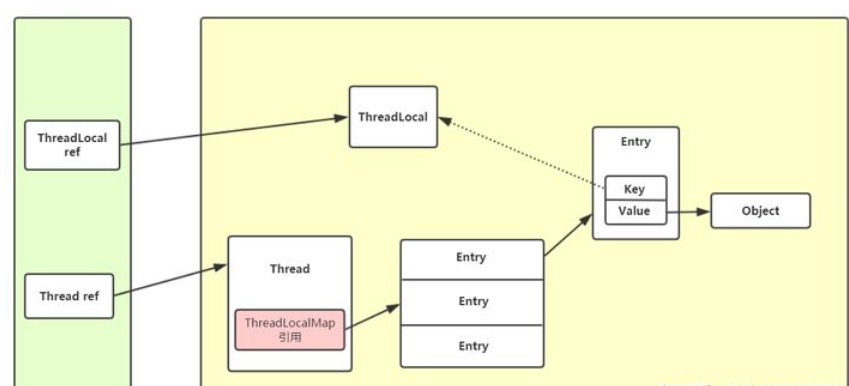 ThreadLocal
ref
ThreadLocal
Entry
Key
Value
Object
Thread ref
Thread
ThreadLocalMap
引用
Entry
Entry
Entry